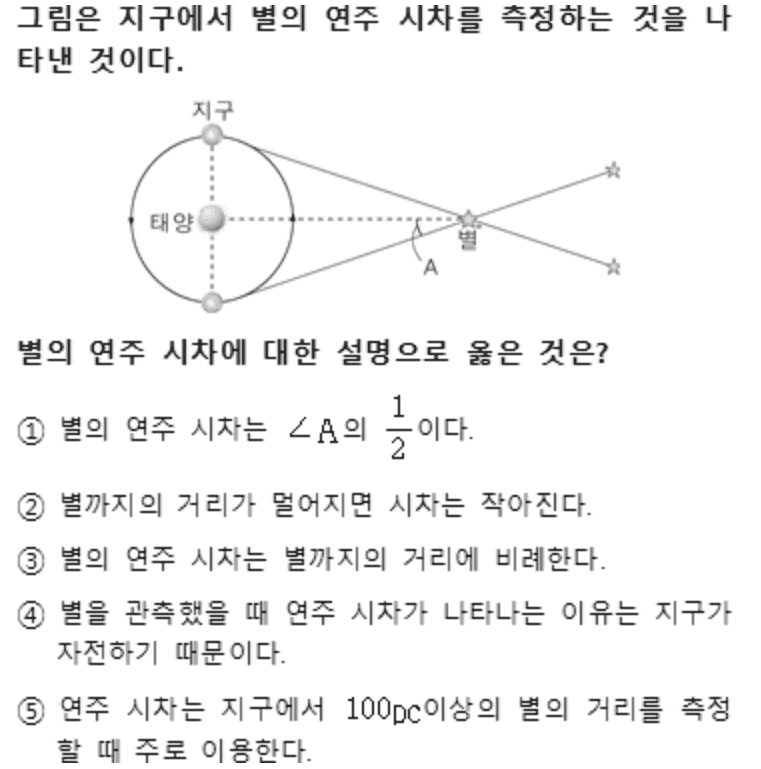 그림은 지구에서 별의 연주 시차를 측정하는 것을 나
타낸 것이다.
지구
태양
별
A
별의 연주 시차에 대한 설명으로 옳은 것은?
① 별의 연주 시차는 ∠A의 1/2이다.
② 별까지의 거리가 멀어지면 시차는 작아진다.
③ 별의 연주 시차는 별까지의 거리에 비례한다.
④ 별을 관측했을 때 연주 시차가 나타나는 이유는 지구가
자전하기 때문이다.
⑤ 연주 시차는 지구에서 100pc이상의 별의 거리를 측정
할 때 주로 이용한다.